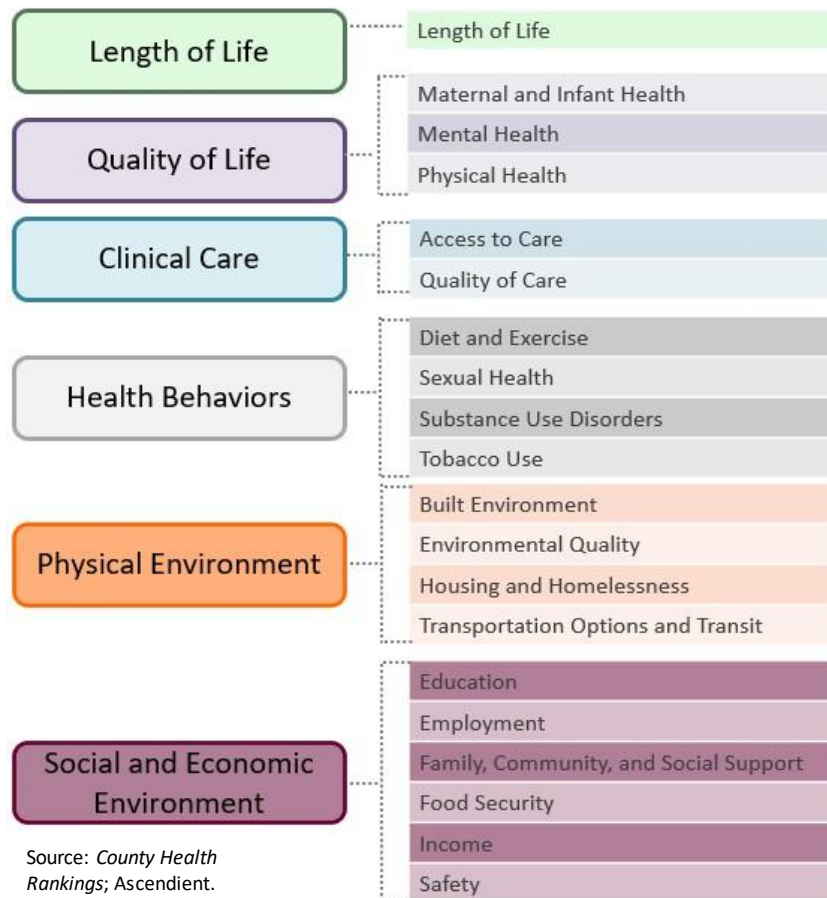 Length of Life
Length of Life
Quality of Life
Maternal and Infant Health
Mental Health
Physical Health
Clinical Care
Access to Care
Quality of Care
Health Behaviors
Diet and Exercise
Sexual Health
Substance Use Disorders
Tobacco Use
Physical Environment
Built Environment
Environmental Quality
Housing and Homelessness
Transportation Options and Transit
Social and Economic
Environment
Education
Employment
Family, Community, and Social Support
Food Security
Income
Safety
Source: County Health
Rankings; Ascendient.